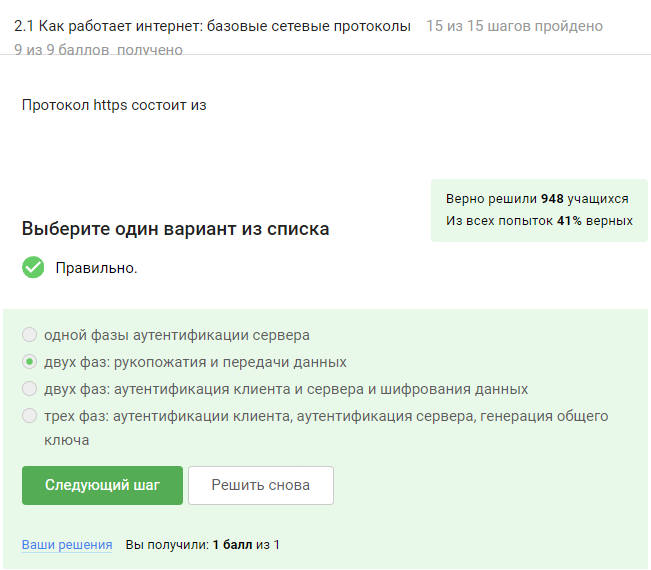 2.1 Как работает интернет: базовые сетевые протоколы 15 из 15 шагов пройдено
9 из 9 баллов получено
Протокол https состоит из
Верно решили 948 учащихся
Из всех попыток 41% верных
Выберите один вариант из списка
Правильно.
одной фазы аутентификации сервера
двух фаз: рукопожатия и передачи данных
двух фаз: аутентификация клиента и сервера и шифрования данных
трех фаз: аутентификации клиента, аутентификация сервера, генерация общего
ключа
Следующий шаг Решить снова
Ваши решения Вы получили: 1 балл из 1